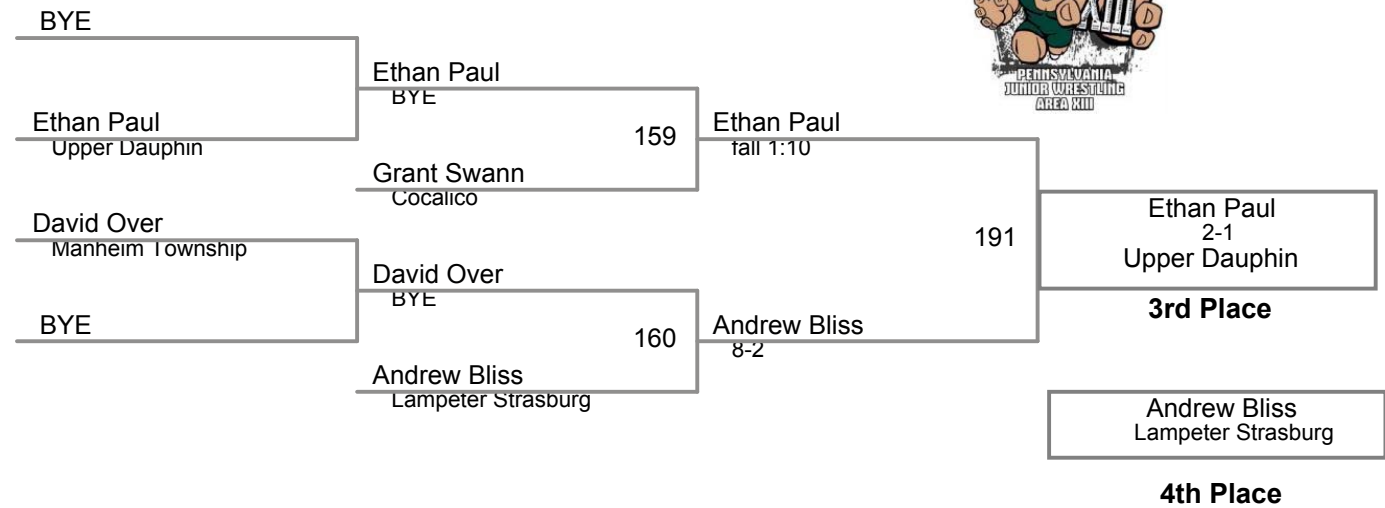 BYE
PENNSYLVANIA
JUNIOR WRESTLING
AREA XIII
Ethan Paul
BYE
Ethan Paul
Upper Dauphin
159
Ethan Paul
fall 1:10
Grant Swann
Cocalico
David Over
Manheim Township
191
Ethan Paul
2-1
Upper Dauphin
3rd Place
David Over
BYE
BYE
160
Andrew Bliss
8-2
Andrew Bliss
Lampeter Strasburg
Andrew Bliss
Lampeter Strasburg
4th Place